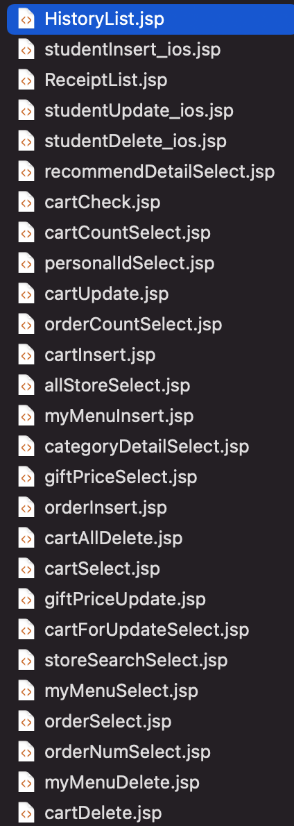 HistoryList.jsp
studentInsert_ios.jsp
ReceiptList.jsp
studentUpdate_ios.jsp
studentDelete_ios.jsp
recommendDetailSelect.jsp
cartCheck.jsp
cartCountSelect.jsp
personalIdSelect.jsp
cartUpdate.jsp
orderCountSelect.jsp
cartInsert.jsp
allStoreSelect.jsp
myMenuInsert.jsp
categoryDetailSelect.jsp
giftPriceSelect.jsp
orderInsert.jsp
cartAllDelete.jsp
cartSelect.jsp
giftPriceUpdate.jsp
cartForUpdateSelect.jsp
storeSearchSelect.jsp
myMenuSelect.jsp
orderSelect.jsp
orderNumSelect.jsp
myMenuDelete.jsp
cartDelete.jsp